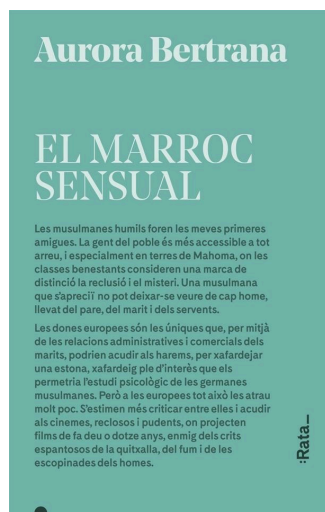 Aurora Bertrana
EL MARROC
SENSUAL
Les musulmanes humils foren les meves primeres
amigues. La gent del poble és més accessible a tot
arreu, i especialment en terres de Mahoma, on les
classes benestants consideren una marca de
distinció la reclusió i el misteri. Una musulmana
que s'apreciï no pot deixar-se veure de cap home,
llevat del pare, del marit i dels servents.
Les dones europees són les úniques que, per mitjà
de les relacions administratives i comercials dels
marits, podrien acudir als harems, per xafardejar
una estona, xafardeig ple d'interès que els
permetria l'estudi psicològic de les germanes
musulmanes. Però a les europees tot això les atrau
molt poc. S'estimen més criticar entre elles i acudir
als cinemes, reclosos i pudents, on projecten
films de fa deu o dotze anys, enmig dels crits
espantosos de la quitxalla, del fum i de les
escopinades dels homes.
:Rata_